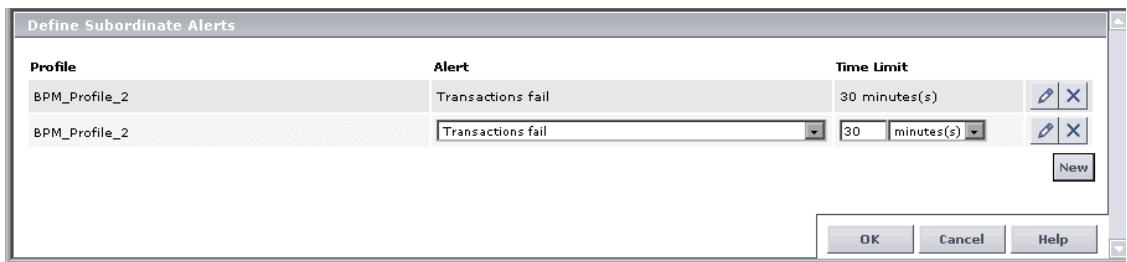 Define Subordinate Alerts
Profile Alert Time Limit
BPM_Profile_2 Transactions fail 30 minutes(s)
BPM_Profile_2 Transactions fail 30 minutes(s)
New
OK Cancel Help